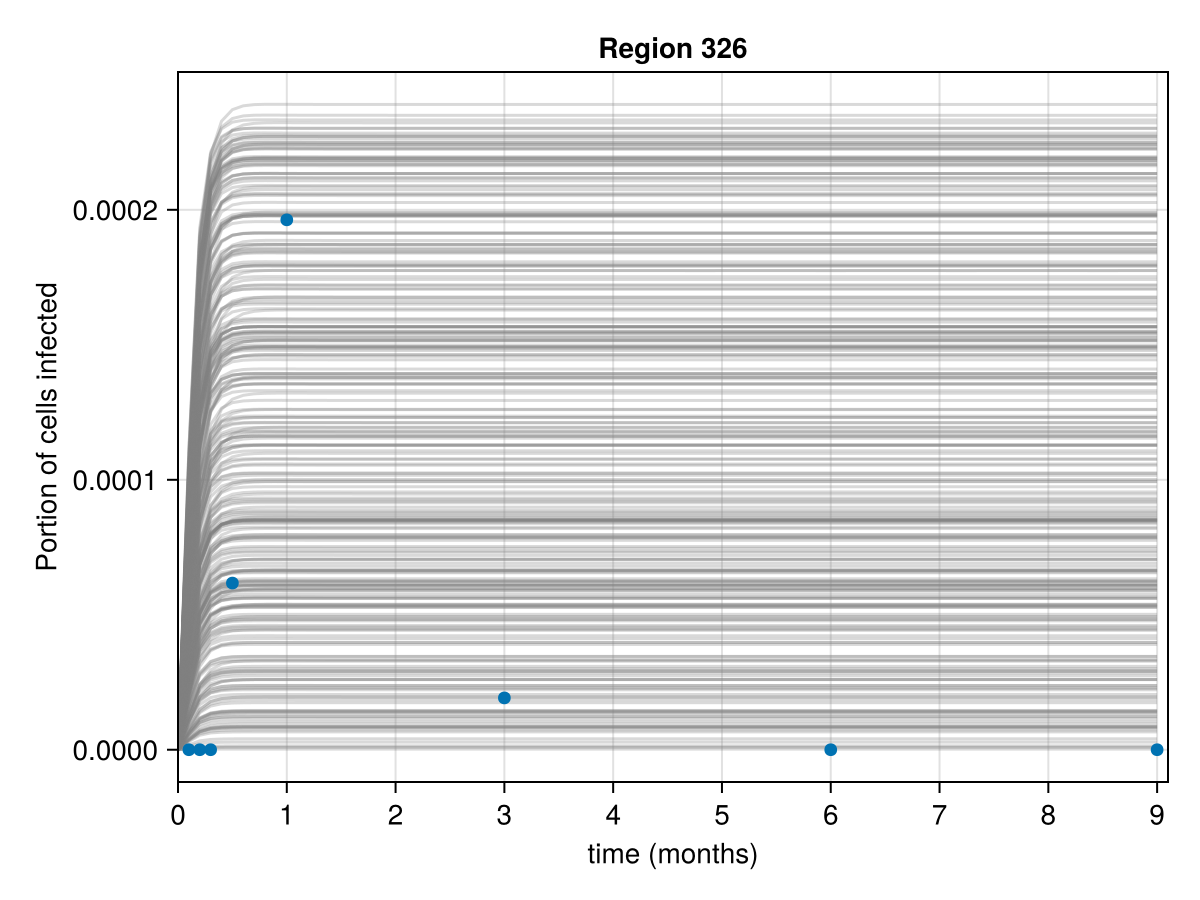 Region 326
Portion of cells infected
0.0002
0.0001
0.0000
0 1 2 3 4 5 6 7 8 9
time (months)